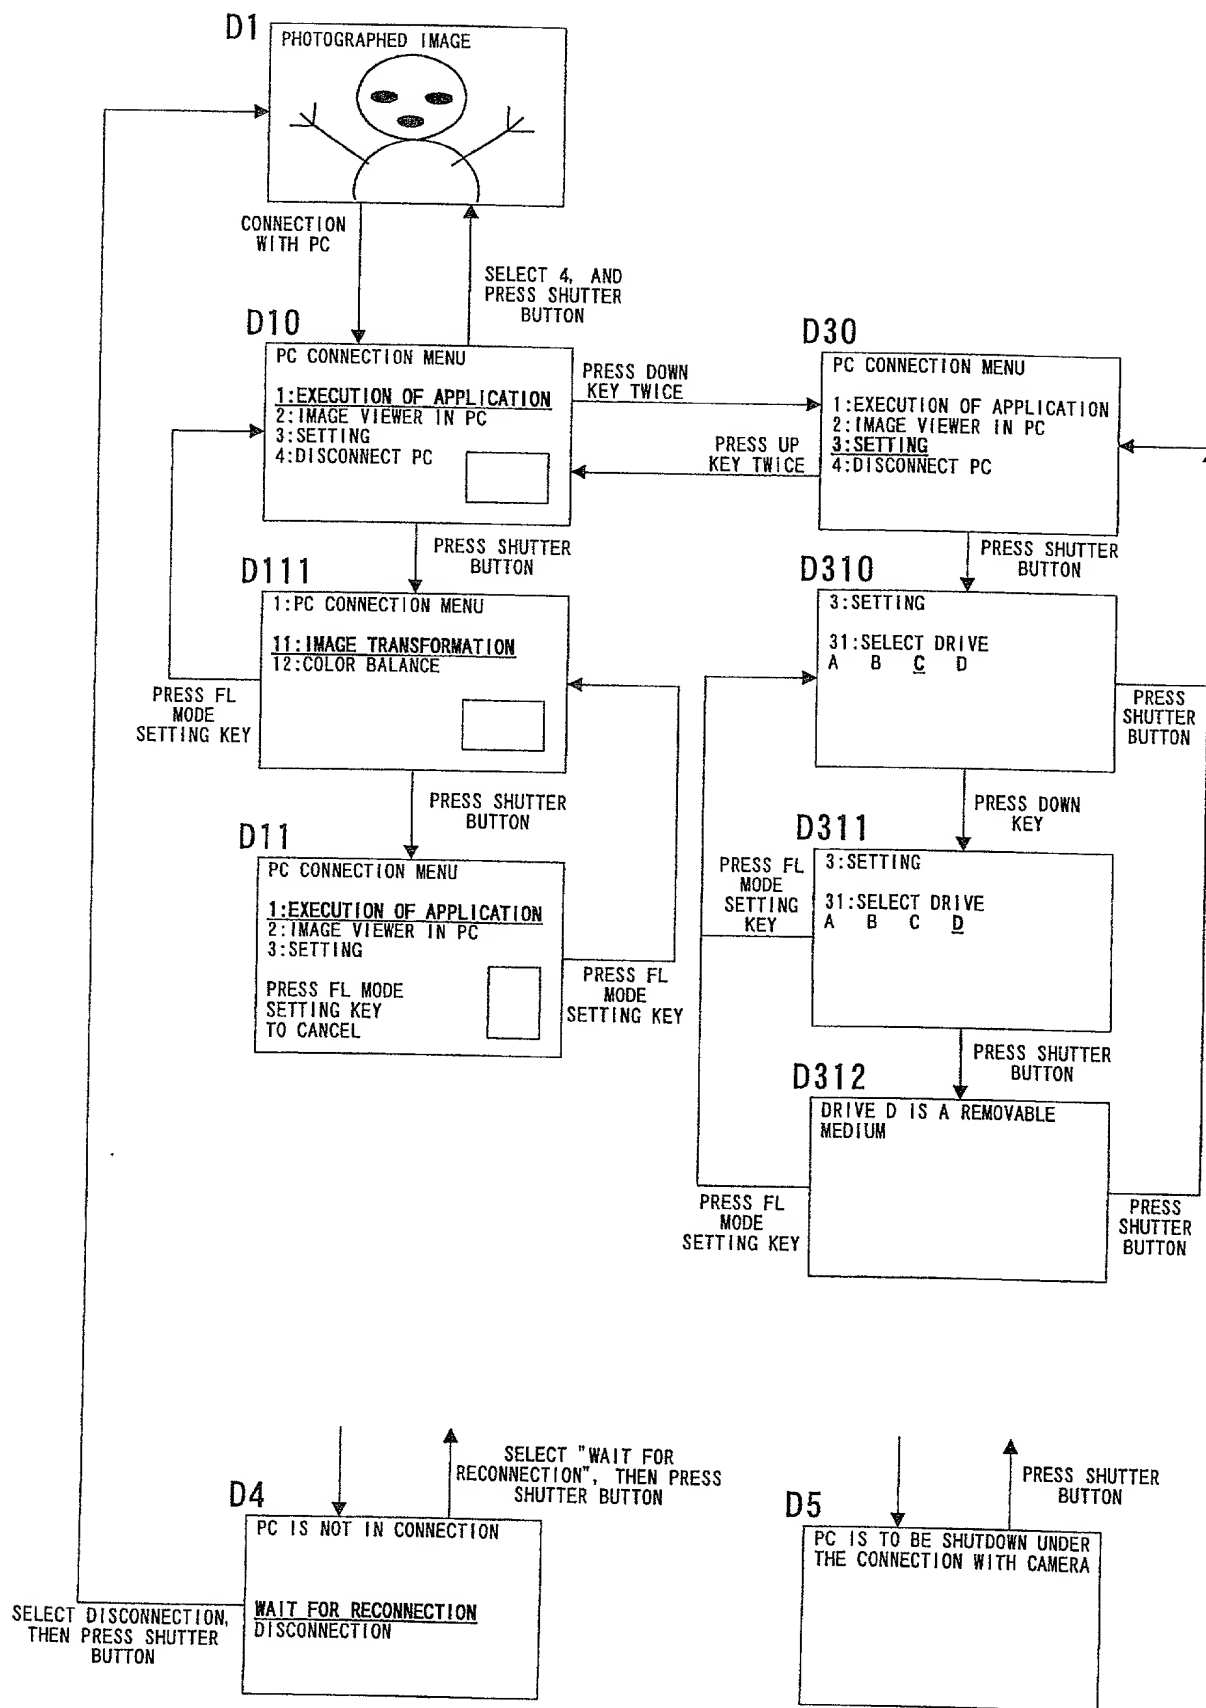 D1
PHOTOGRAPHED IMAGE
CONNECTION
WITH PC
SELECT 4, AND
PRESS SHUTTER
BUTTON
D10
PC CONNECTION MENU
1:EXECUTION OF APPLICATION
2:IMAGE VIEWER IN PC
3:SETTING
4:DISCONNECT PC
PRESS DOWN
KEY TWICE
PRESS UP
KEY TWICE
D30
PC CONNECTION MENU
1:EXECUTION OF APPLICATION
2:IMAGE VIEWER IN PC
3:SETTING
4:DISCONNECT PC
PRESS SHUTTER
BUTTON
D111
1:PC CONNECTION MENU
11:IMAGE TRANSFORMATION
12:COLOR BALANCE
PRESS FL
MODE
SETTING KEY
PRESS SHUTTER
BUTTON
D310
3:SETTING
31:SELECT DRIVE
A B C D
PRESS
SHUTTER
BUTTON
PRESS SHUTTER
BUTTON
D11
PC CONNECTION MENU
1:EXECUTION OF APPLICATION
2:IMAGE VIEWER IN PC
3:SETTING
PRESS FL MODE
SETTING KEY
TO CANCEL
PRESS FL
MODE
SETTING KEY
PRESS DOWN
KEY
D311
PRESS FL
MODE
SETTING
KEY
3:SETTING
31:SELECT DRIVE
A B C D
PRESS SHUTTER
BUTTON
D312
DRIVE D IS A REMOVABLE
MEDIUM
PRESS FL
MODE
SETTING KEY
PRESS
SHUTTER
BUTTON
SELECT "WAIT FOR
RECONNECTION", THEN PRESS
SHUTTER BUTTON
D4
PC IS NOT IN CONNECTION
WAIT FOR RECONNECTION
DISCONNECTION
SELECT DISCONNECTION,
THEN PRESS SHUTTER
BUTTON
PRESS SHUTTER
BUTTON
D5
PC IS TO BE SHUTDOWN UNDER
THE CONNECTION WITH CAMERA